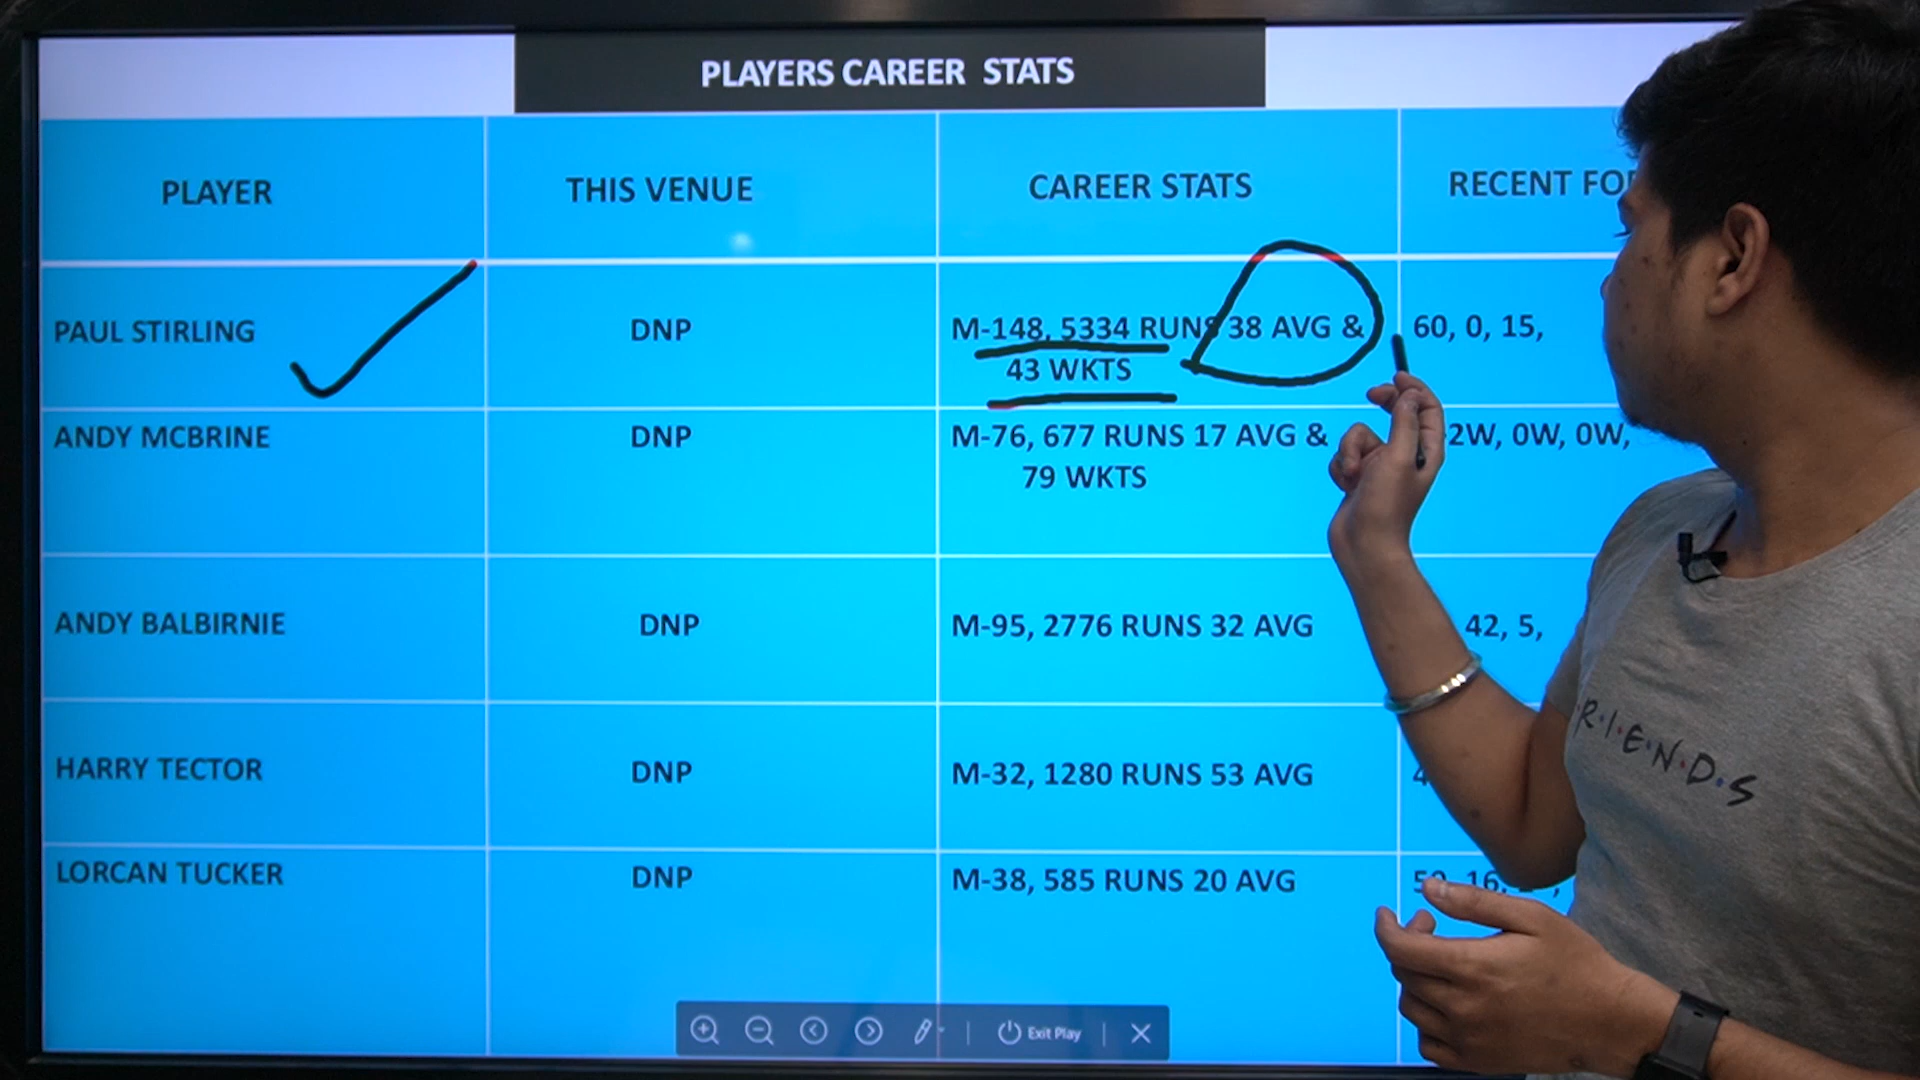 PLAYERS CAREER STATS
PLAYER THIS VENUE CAREER STATS RECENT
PAUL STIRLING DNP M-148, 5334 RUNS 38 AVG & 60, 0, 15,
43 WKTS
ANDY MCBRINE DNP M-76, 677 RUNS 17 AVG & 0W, 0W,
79 WKTS
ANDY BALBIRNIE DNP M-95, 2776 RUNS 32 AVG 42, 5,
HARRY TECTOR DNP M-32, 1280 RUNS 53 AVG
LORCAN TUCKER DNP M-38, 585 RUNS 20 AVG 16,
Exit Play
R·I·E·N·D·S